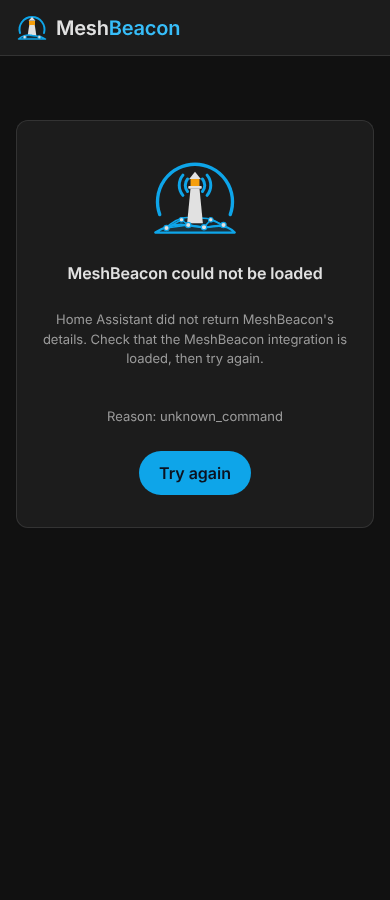 MeshBeacon
MeshBeacon could not be loaded
Home Assistant did not return MeshBeacon's
details. Check that the MeshBeacon integration is
loaded, then try again.
Reason: unknown_command
Try again